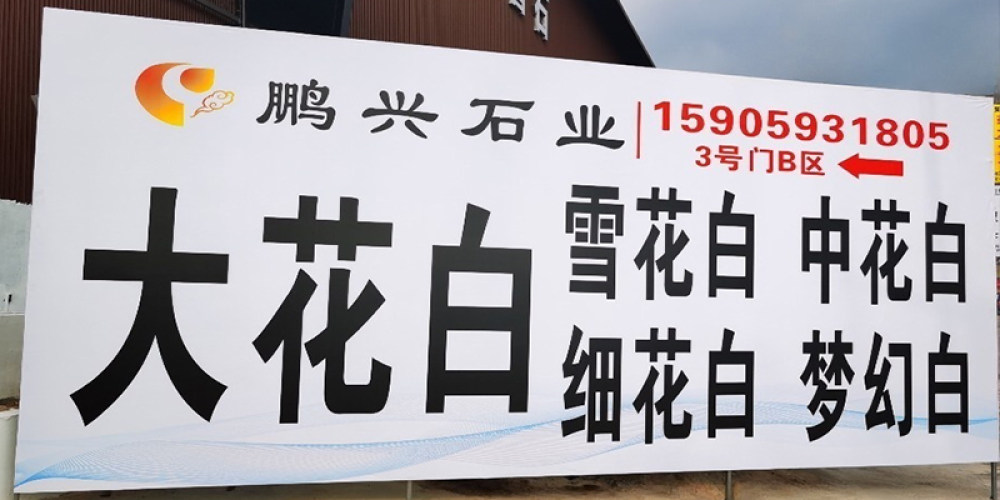 鹏兴石业
15905931805
3号门B区
大花白
雪花白 中花白
细花白 梦幻白
石